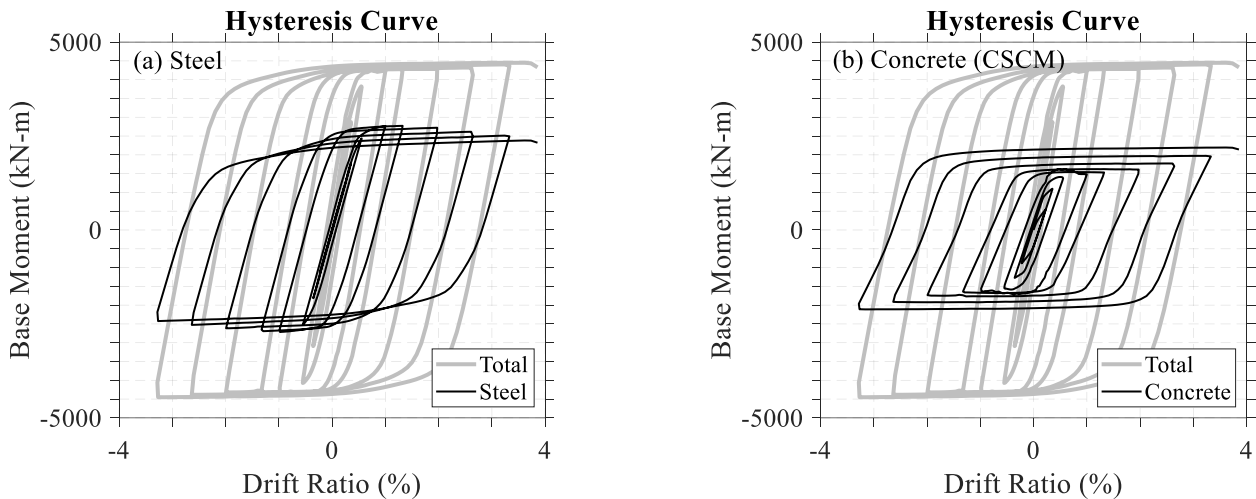 Hysteresis Curve
5000
(a) Steel
0
Base Moment (kN-m)
Total
Steel
-5000
-4
0
4
Drift Ratio (%)
Hysteresis Curve
5000
(b) Concrete (CSCM)
0
Base Moment (kN-m)
Total
Concrete
-5000
-4
0
4
Drift Ratio (%)